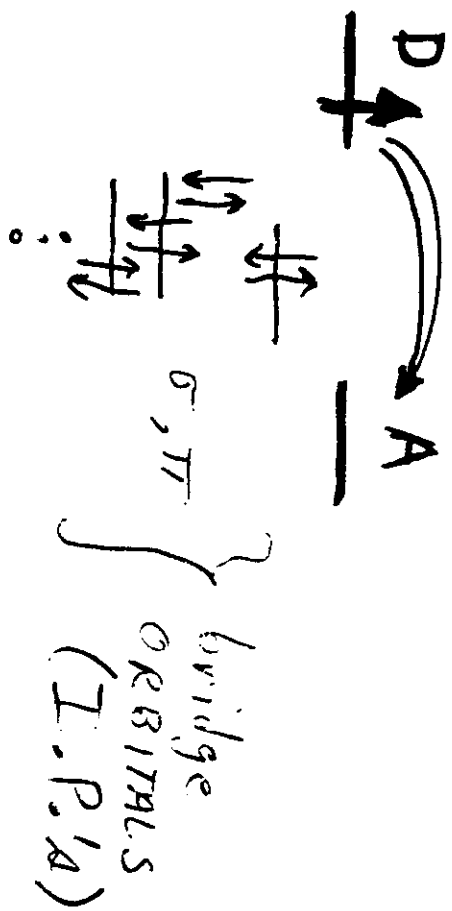 D
A
σ, π
bridge
ORBITALS
(I.P.'s)